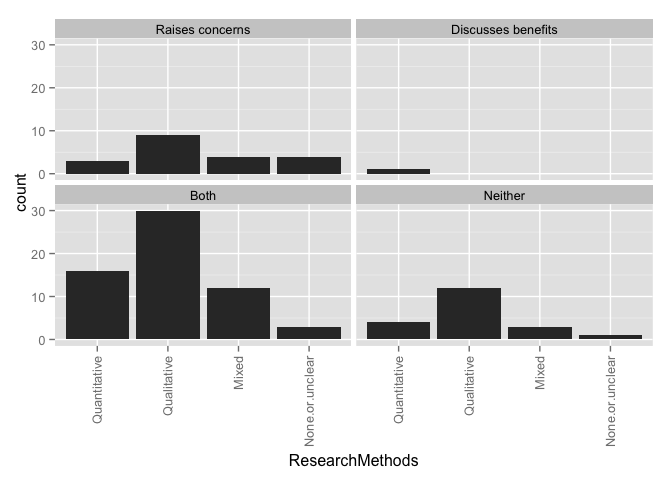 Raises concerns
Discusses benefits
30
20
10
0
Both
Neither
30
20
10
0
count
Quantitative
Qualitative
Mixed
None.or.unclear
Quantitative
Qualitative
Mixed
None.or.unclear
ResearchMethods